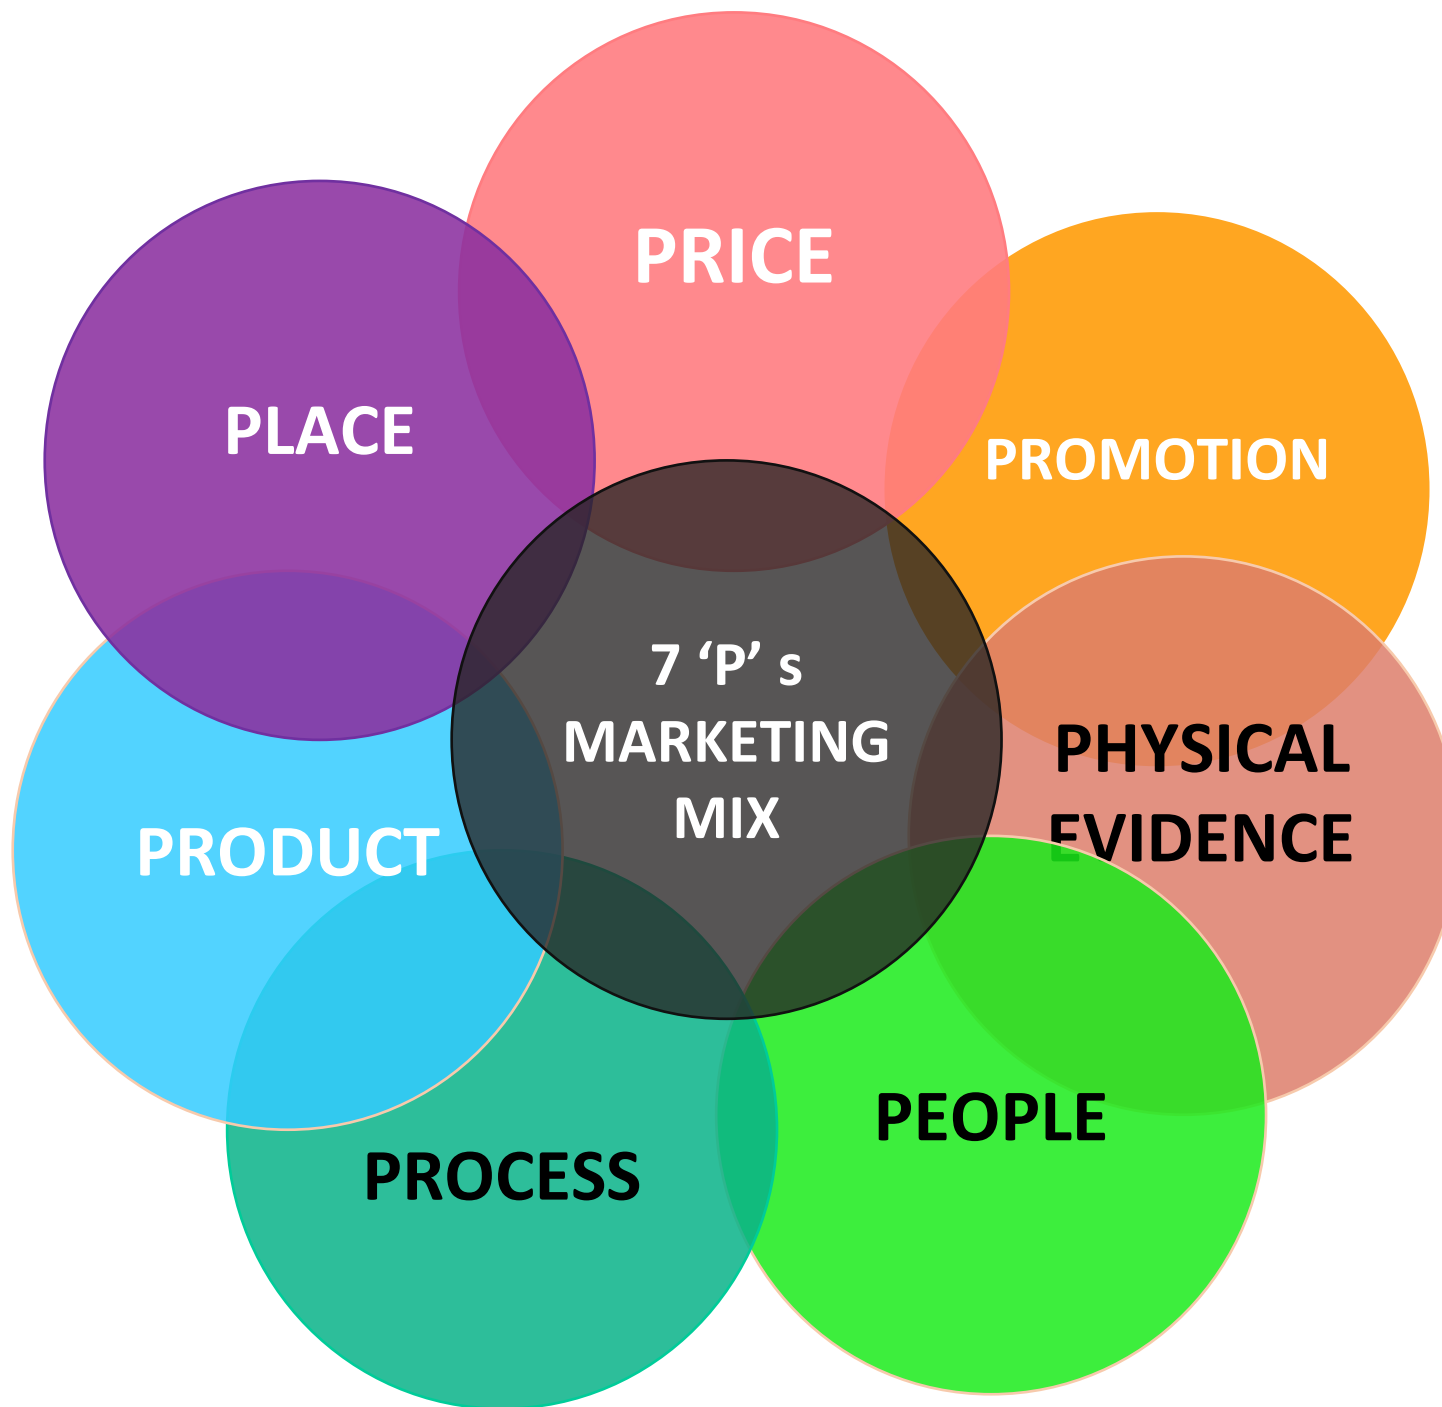 PRICE
PLACE
PROMOTION
7 ‘P’ s
MARKETING
MIX
PHYSICAL
EVIDENCE
PRODUCT
PEOPLE
PROCESS